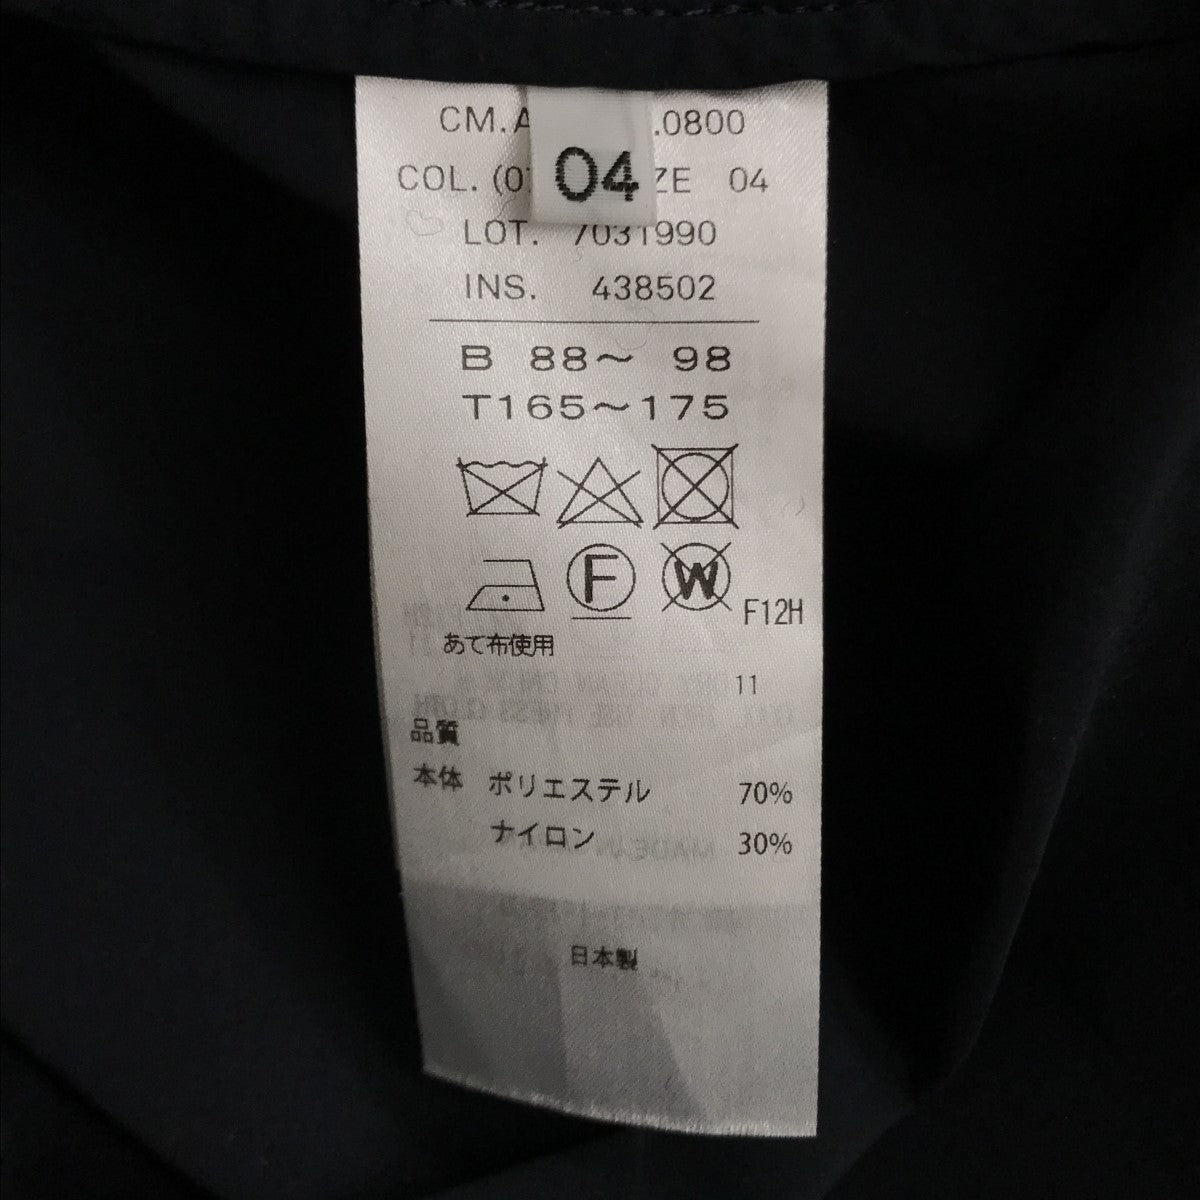 CM. .0800
04
COL. 04
LOT. 7031990
INS. 438502
B 88〜 98
T165〜175
F W F12H
あて布使用
11
品質
本体 ポリエステル 70%
ナイロン 30%
日本製